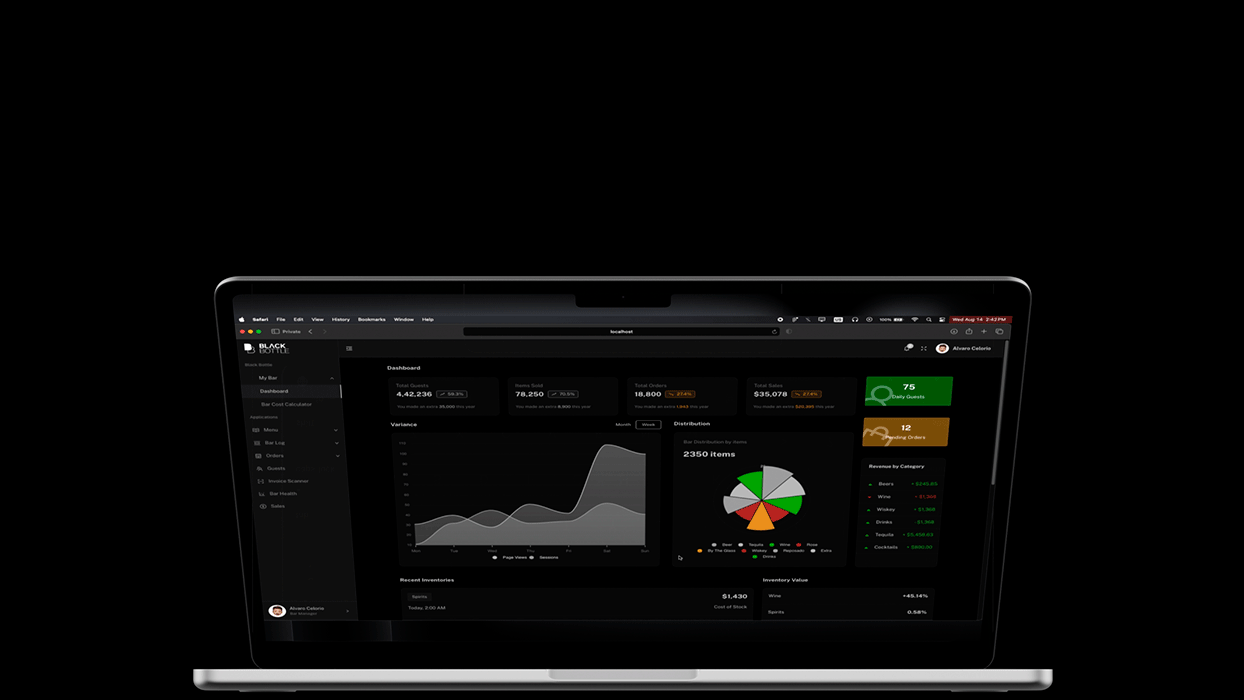 Safari File Edit View History Bookmarks Window Help 100% Wed Aug 14 2:42 PM
Private localhost
BLACK
BOTTLE
Alvaro Celorio
Black Bottle
My Bar
Dashboard
Bar Cost Calculator
Applications
Menu
Bar Log
Orders
Guests
Invoice Scanner
Bar Health
Sales
Alvaro Celorio
Bar Manager
Dashboard
Total Guests
4,42,236 59.3%
You made an extra 35,000 this year
Items Sold
78,250 70.5%
You made an extra 8,900 this year
Total Orders
18,800 27.4%
You made an extra 1,943 this year
Total Sales
$35,078 27.4%
You made an extra $20,395 this year
75
Daily Guests
12
Pending Orders
Variance
Month Week
Mon Tue Wed Thu Fri Sat Sun
Page Views Sessions
Distribution
Bar Distribution by items
2350 items
Beer Tequila Wine Rose
By The Glass Wiskey Reposado Extra
Drinks
Revenue by Category
Beers + $245.65
Wine + $1,368
Wiskey + $1,368
Drinks - $1,368
Tequila + $5,458.63
Cocktails + $890.00
Recent Inventories
Spirits
Today, 2:00 AM
$1,430
Cost of Stock
Inventory Value
Wine +45.14%
Spirits 0.58%